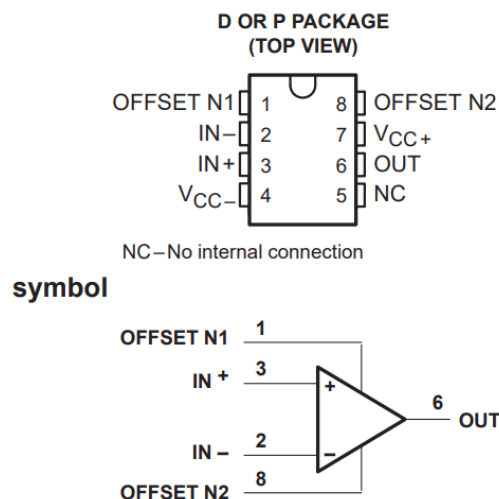 D OR P PACKAGE
(TOP VIEW)
OFFSET N1 1 8 OFFSET N2
IN− 2 7 VCC+
IN+ 3 6 OUT
VCC− 4 5 NC
NC−No internal connection
symbol
OFFSET N1 1
IN + 3 +
6 OUT
IN − 2 −
OFFSET N2 8